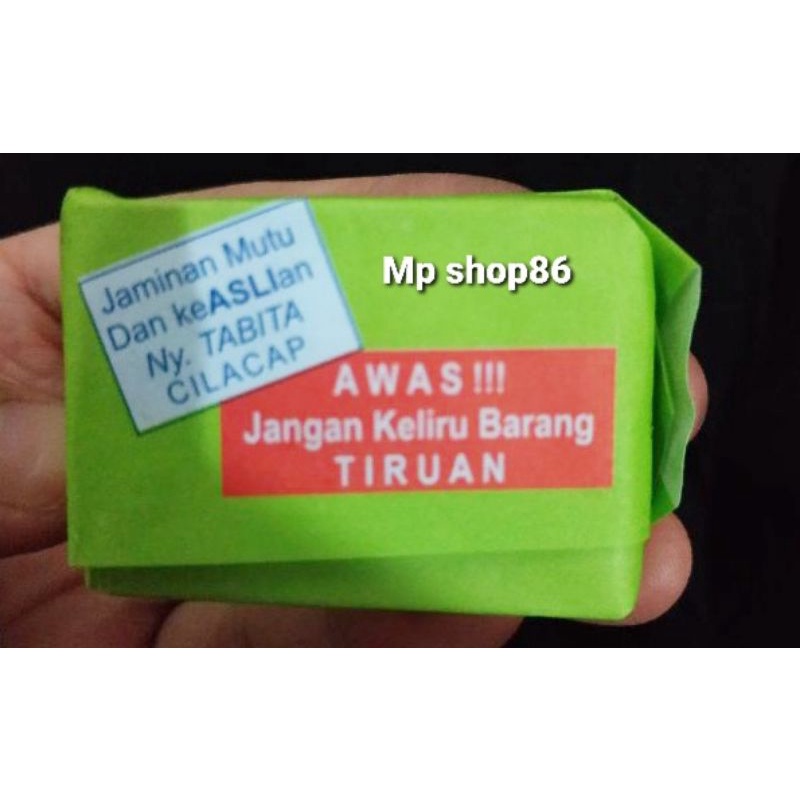 Jaminan Mutu
Dan keASLIan
Ny. TABITA
CILACAP
Mp shop86
AWAS!!!
Jangan Keliru Barang
TIRUAN